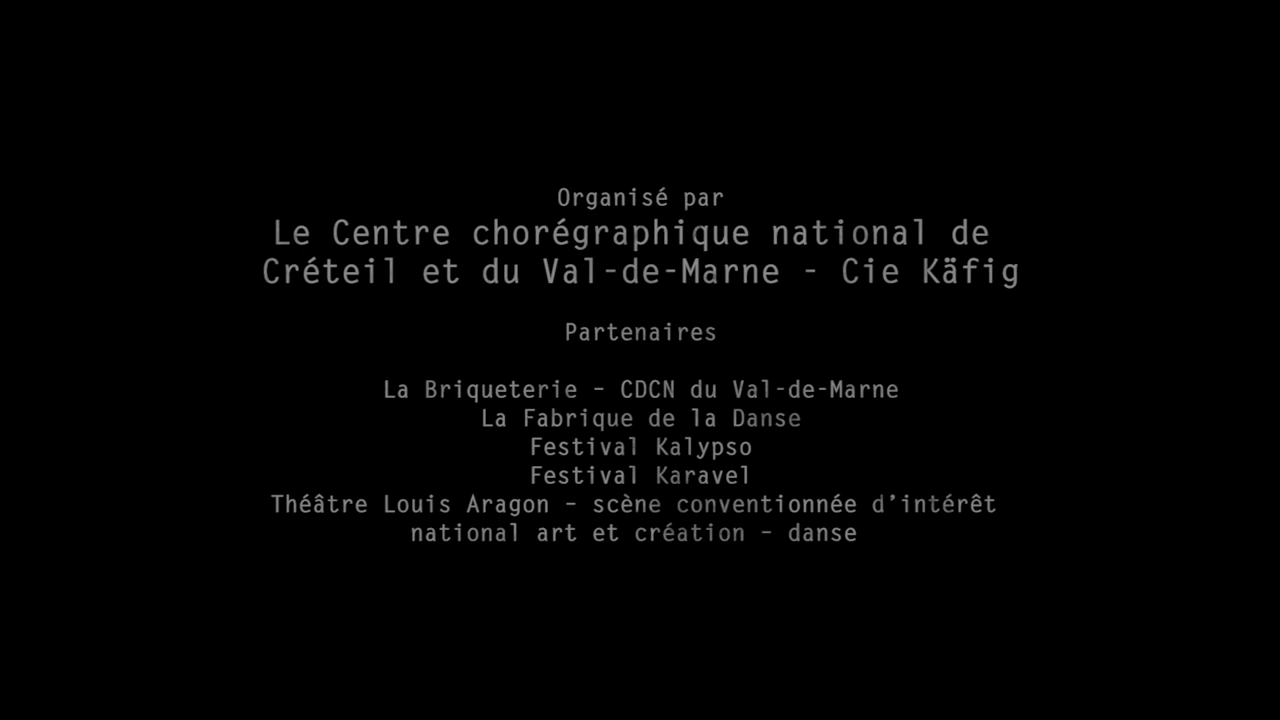 Organisé par
Le Centre chorégraphique national de
Créteil et du Val-de-Marne - Cie Käfig
Partenaires
La Briqueterie – CDCN du Val-de-Marne
La Fabrique de la Danse
Festival Kalypso
Festival Karavel
Théâtre Louis Aragon – scène conventionnée d’intérêt
national art et création – danse